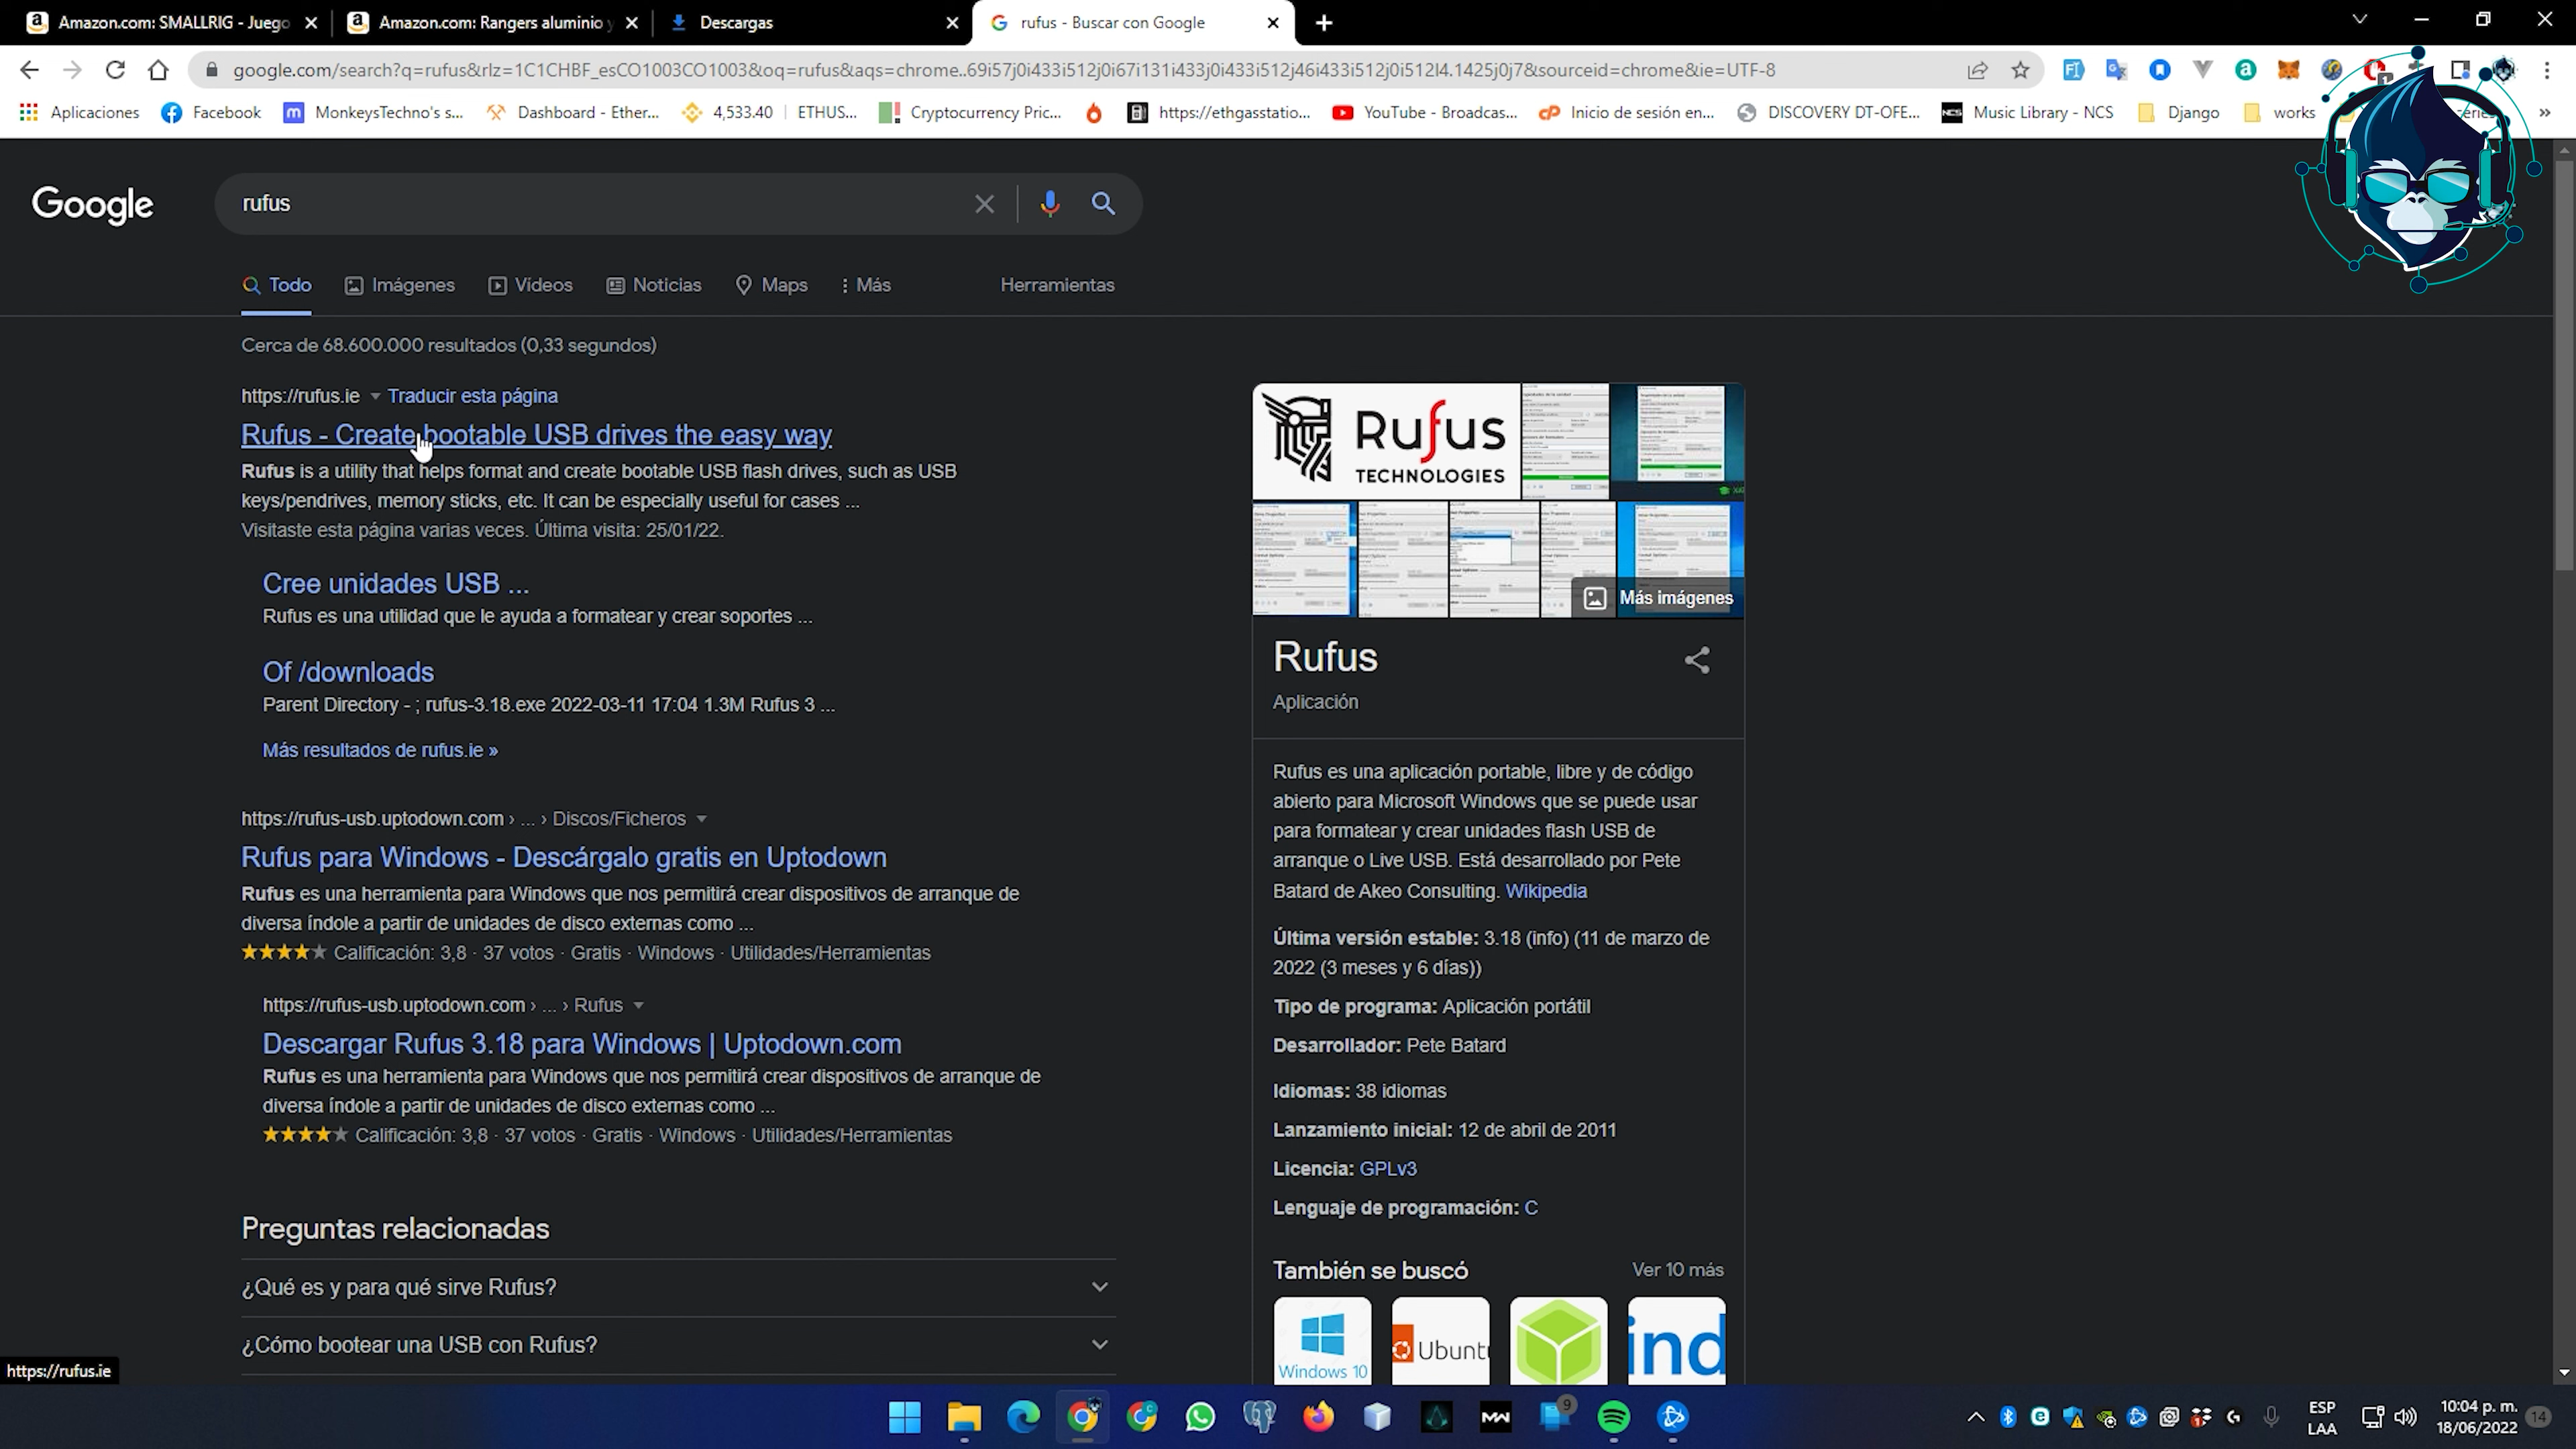 Amazon.com: SMALLRIG - Juego
Amazon.com: Rangers aluminio y
Descargas
rufus - Buscar con Google
google.com/search?q=rufus&rlz=1C1CHBF_esCO1003CO1003&oq=rufus&aqs=chrome..69i57j0i433i512j0i67i131i433j0i433i512j46i433i512j0i512l4.1425j0j7&sourceid=chrome&ie=UTF-8
Aplicaciones
Facebook
MonkeysTechno's s...
Dashboard - Ether...
4,533.40
ETHUS...
Cryptocurrency Pric...
https://ethgasstatio...
YouTube - Broadcas...
Inicio de sesión en...
DISCOVERY DT-OFE...
Music Library - NCS
Django
works
Google
rufus
Todo
Imágenes
Vídeos
Noticias
Maps
Más
Herramientas
Cerca de 68.600.000 resultados (0,33 segundos)
https://rufus.ie
Traducir esta página
Rufus - Create bootable USB drives the easy way
Rufus is a utility that helps format and create bootable USB flash drives, such as USB
keys/pendrives, memory sticks, etc. It can be especially useful for cases ...
Visitaste esta página varias veces. Última visita: 25/01/22.
Cree unidades USB ...
Rufus es una utilidad que le ayuda a formatear y crear soportes ...
Of /downloads
Parent Directory - ; rufus-3.18.exe 2022-03-11 17:04 1.3M Rufus 3 ...
Más resultados de rufus.ie »
https://rufus-usb.uptodown.com › ... › Discos/Ficheros
Rufus para Windows - Descárgalo gratis en Uptodown
Rufus es una herramienta para Windows que nos permitirá crear dispositivos de arranque de
diversa índole a partir de unidades de disco externas como ...
Calificación: 3,8 · 37 votos · Gratis · Windows · Utilidades/Herramientas
https://rufus-usb.uptodown.com › ... › Rufus
Descargar Rufus 3.18 para Windows | Uptodown.com
Rufus es una herramienta para Windows que nos permitirá crear dispositivos de arranque de
diversa índole a partir de unidades de disco externas como ...
Calificación: 3,8 · 37 votos · Gratis · Windows · Utilidades/Herramientas
Preguntas relacionadas
¿Qué es y para qué sirve Rufus?
¿Cómo bootear una USB con Rufus?
https://rufus.ie
Rufus
TECHNOLOGIES
Más imágenes
Rufus
Aplicación
Rufus es una aplicación portable, libre y de código
abierto para Microsoft Windows que se puede usar
para formatear y crear unidades flash USB de
arranque o Live USB. Está desarrollado por Pete
Batard de Akeo Consulting. Wikipedia
Última versión estable: 3.18 (info) (11 de marzo de
2022 (3 meses y 6 días))
Tipo de programa: Aplicación portátil
Desarrollador: Pete Batard
Idiomas: 38 idiomas
Lanzamiento inicial: 12 de abril de 2011
Licencia: GPLv3
Lenguaje de programación: C
También se buscó
Ver 10 más
Windows 10
Ubunt
ind
9
ESP
LAA
10:04 p. m.
18/06/2022
14